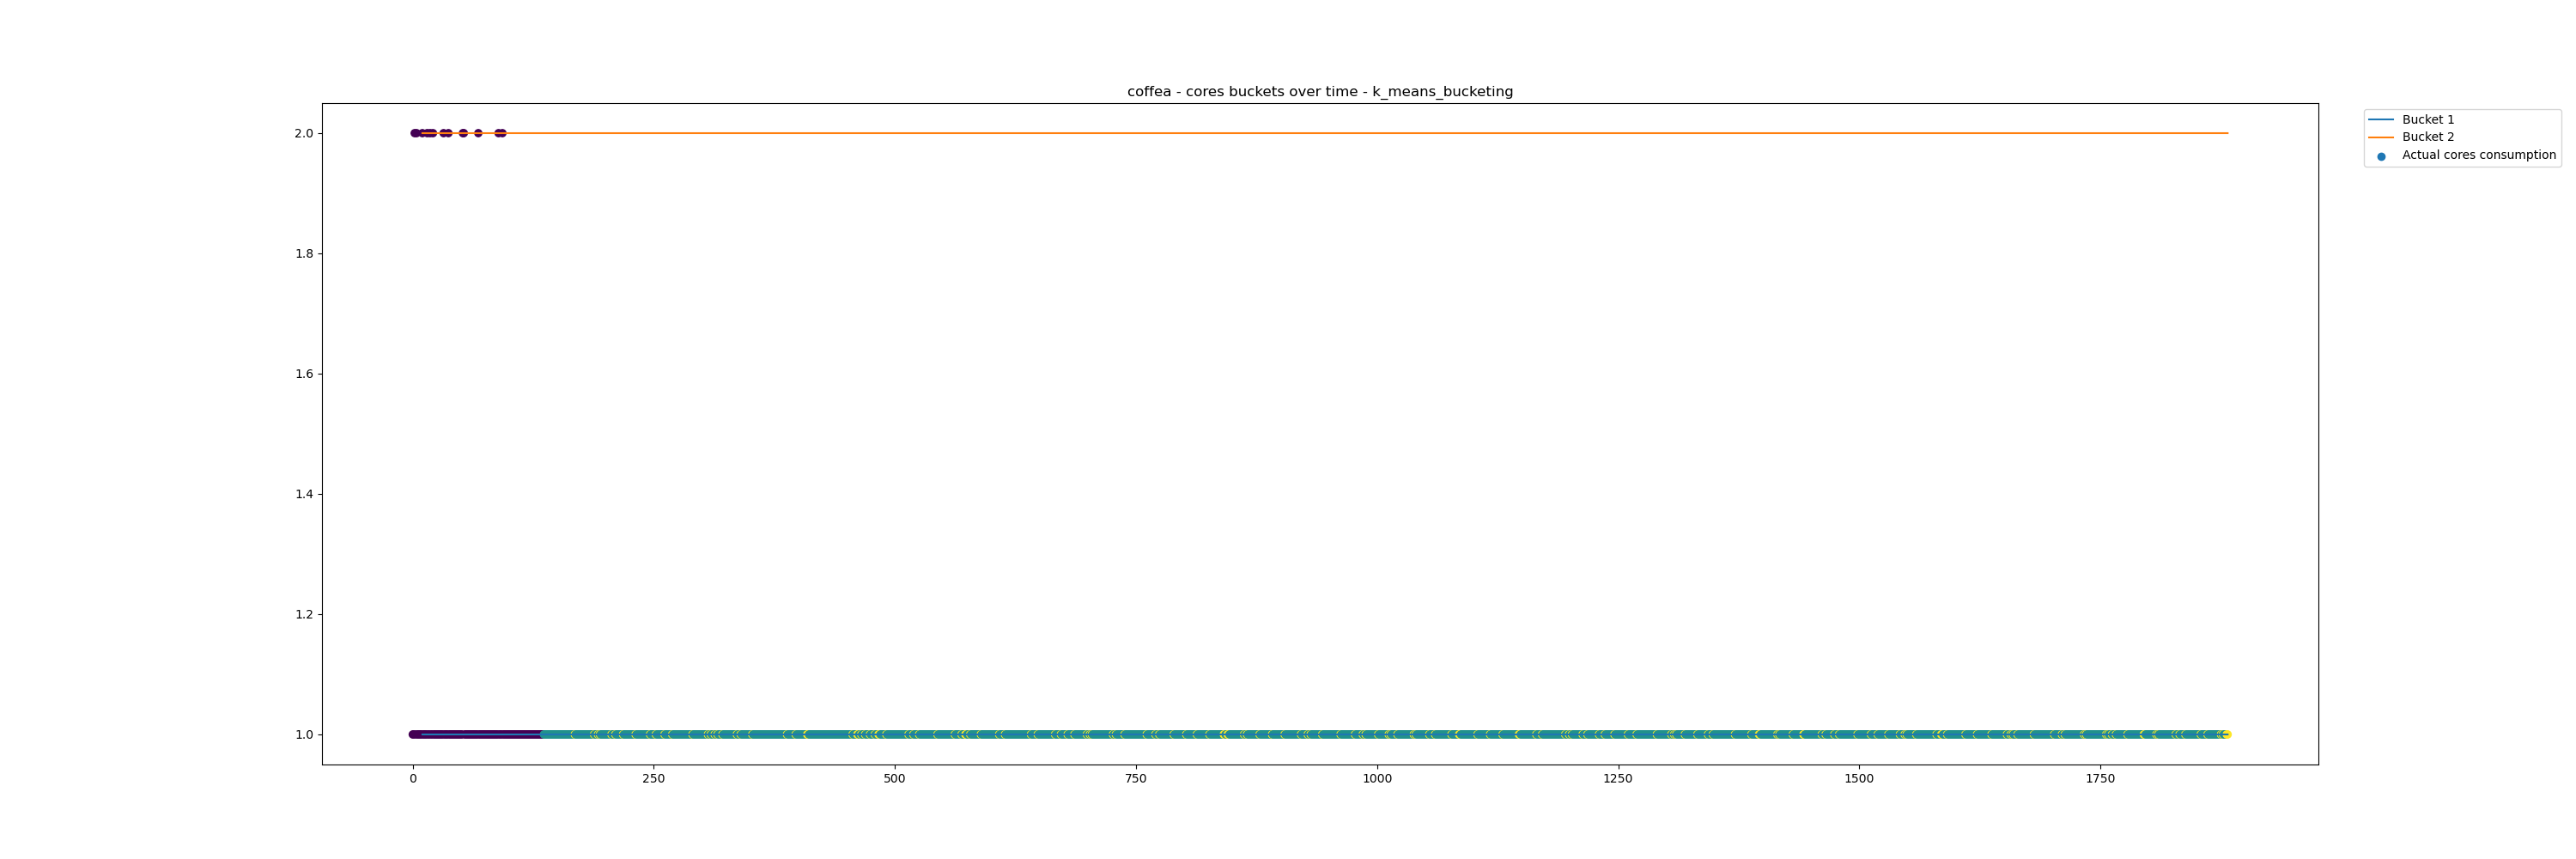 coffea - cores buckets over time - k_means_bucketing
Bucket 1
Bucket 2
Actual cores consumption
2.0
1.8
1.6
1.4
1.2
1.0
0 250 500 750 1000 1250 1500 1750